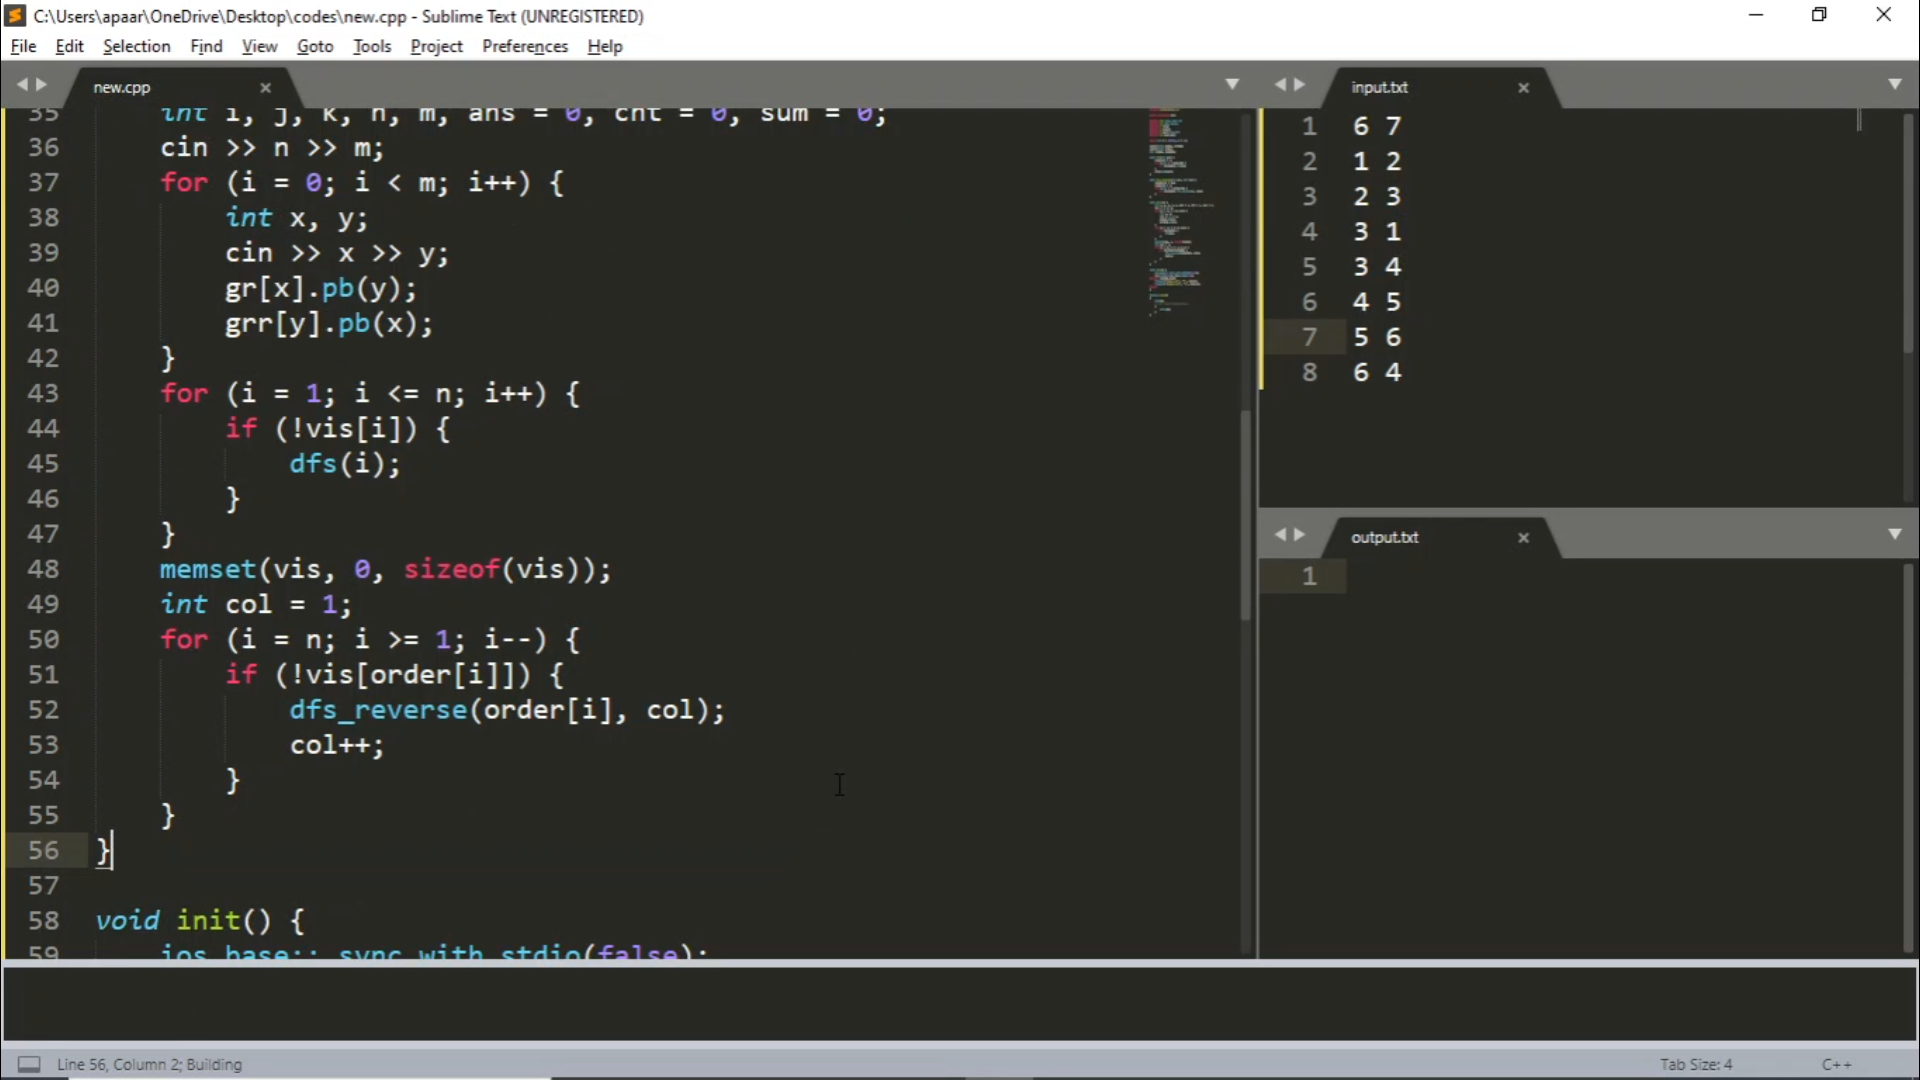 C:\Users\apaar\OneDrive\Desktop\codes\new.cpp - Sublime Text (UNREGISTERED)
File Edit Selection Find View Goto Tools Project Preferences Help
new.cpp
35 int i, j, k, n, m, ans = 0, cnt = 0, sum = 0;
36 cin >> n >> m;
37 for (i = 0; i < m; i++) {
38 int x, y;
39 cin >> x >> y;
40 gr[x].pb(y);
41 grr[y].pb(x);
42 }
43 for (i = 1; i <= n; i++) {
44 if (!vis[i]) {
45 dfs(i);
46 }
47 }
48 memset(vis, 0, sizeof(vis));
49 int col = 1;
50 for (i = n; i >= 1; i--) {
51 if (!vis[order[i]]) {
52 dfs_reverse(order[i], col);
53 col++;
54 }
55 }
56 }
57
58 void init() {
59 ios_base:: sync_with_stdio(false);
input.txt
1 6 7
2 1 2
3 2 3
4 3 1
5 3 4
6 4 5
7 5 6
8 6 4
output.txt
1
Line 56, Column 2; Building
Tab Size: 4
C++